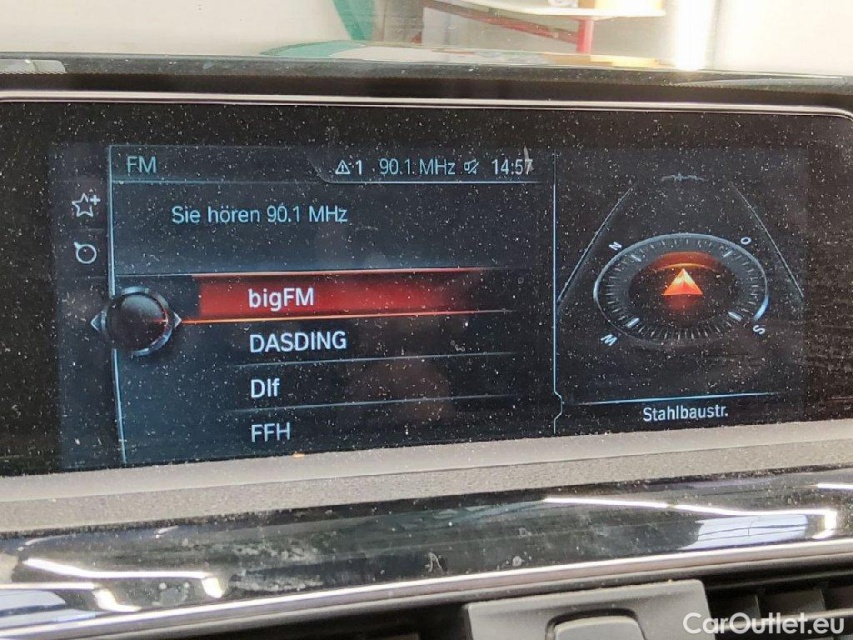 FM
1 90.1 MHz 14:57
Sie hören 90.1 MHz
bigFM
DASDING
Dlf
FFH
N O
W S
Stahlbaustr.
CarOutlet.eu